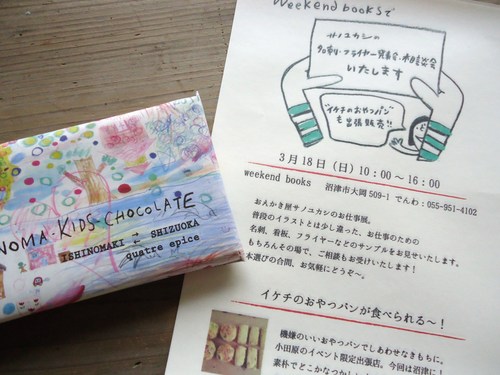 weekend booksで
サノユカシの
名刺・フライヤー発表会・相談会
いたします
"イケチのおやつパン"
も出張販売!!
3月18日（日）10：00〜16：00
weekend books　沼津市大岡509-1 でんわ：055-951-4102
おんかき屋サノユカシのお仕事展。
普段のイラストとは少し違った、お仕事のための
名刺、看板、フライヤーなどのサンプルをお見せいたします。
もちろんその場で、ご相談もお受けいたします！
本選びの合間、お気軽にどうぞ〜。
イケチのおやつパンが食べられる〜！
機嫌のいいおやつパンでしあわせなきもちに。
小田原のイベント限定出張店。今回は沼津に！
素朴でどこかなつかし
NOMA・KIDS CHOCOLATE
ISHINOMAKI ⇄ SHIZUOKA
quatre epice